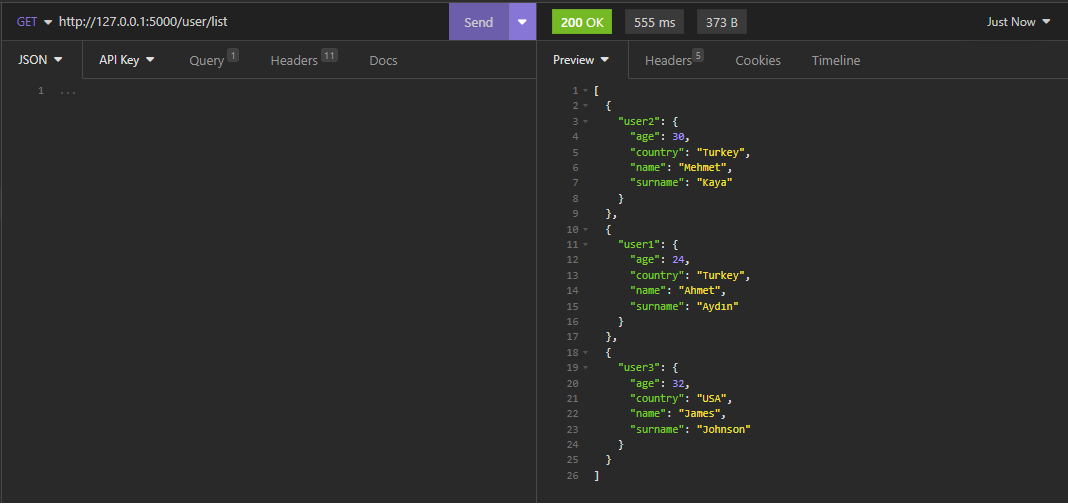 GET http://127.0.0.1:5000/user/list Send 200 OK 555 ms 373 B Just Now
JSON API Key Query 1 Headers 11 Docs Preview Headers 5 Cookies Timeline
1 ...
1 [
2 {
3 "user2": {
4 "age": 30,
5 "country": "Turkey",
6 "name": "Mehmet",
7 "surname": "Kaya"
8 }
9 },
10 {
11 "user1": {
12 "age": 24,
13 "country": "Turkey",
14 "name": "Ahmet",
15 "surname": "Aydın"
16 }
17 },
18 {
19 "user3": {
20 "age": 32,
21 "country": "USA",
22 "name": "James",
23 "surname": "Johnson"
24 }
25 }
26 ]